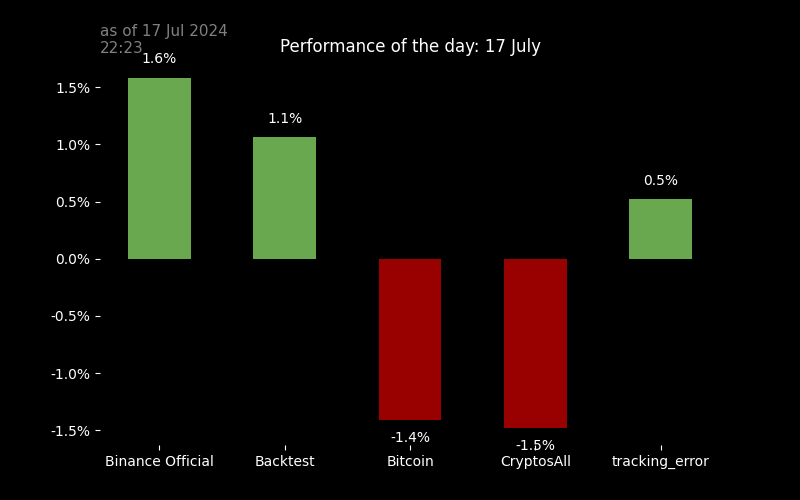 as of 17 Jul 2024
22:23
Performance of the day: 17 July
1.6%
1.1%
0.5%
-1.4%
-1.5%
1.5%
1.0%
0.5%
0.0%
-0.5%
-1.0%
-1.5%
Binance Official
Backtest
Bitcoin
CryptosAll
tracking_error